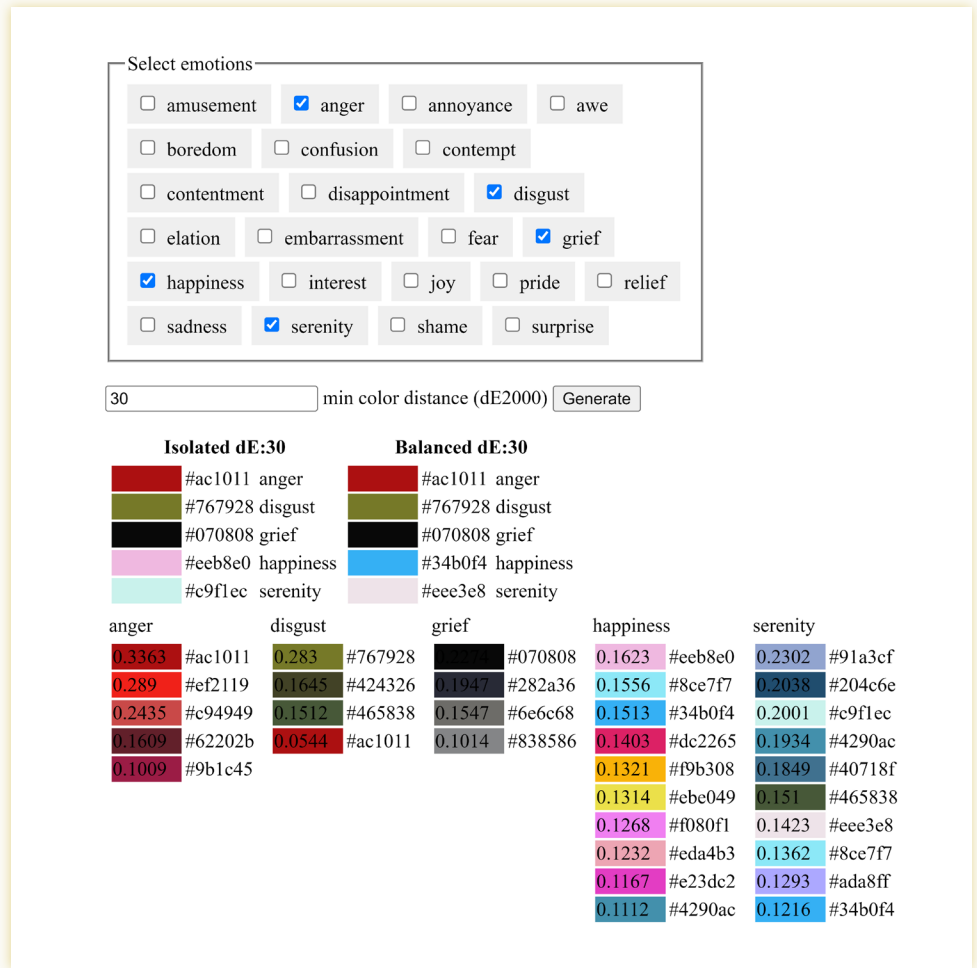 Select emotions
amusement anger annoyance awe
boredom confusion contempt
contentment disappointment disgust
elation embarrassment fear grief
happiness interest joy pride relief
sadness serenity shame surprise
30 min color distance (dE2000) Generate
Isolated dE:30 Balanced dE:30
#ac1011 anger #ac1011 anger
#767928 disgust #767928 disgust
#070808 grief #070808 grief
#eeb8e0 happiness #34b0f4 happiness
#c9f1ec serenity #eee3e8 serenity
anger disgust grief happiness serenity
0.3363 #ac1011 0.283 #767928 #070808 0.1623 #eeb8e0 0.2302 #91a3cf
0.289 #ef2119 0.1645 #424326 0.1947 #282a36 0.1556 #8ce7f7 0.2038 #204c6e
0.2435 #c94949 0.1512 #465838 0.1547 #6e6c68 0.1513 #34b0f4 0.2001 #c9f1ec
0.1609 #62202b 0.0544 #ac1011 0.1014 #838586 0.1403 #dc2265 0.1934 #4290ac
0.1009 #9b1c45 0.1321 #f9b308 0.1849 #40718f
0.1314 #ebe049 0.151 #465838
0.1268 #f080f1 0.1423 #eee3e8
0.1232 #eda4b3 0.1362 #8ce7f7
0.1167 #e23dc2 0.1293 #ada8ff
0.1112 #4290ac 0.1216 #34b0f4